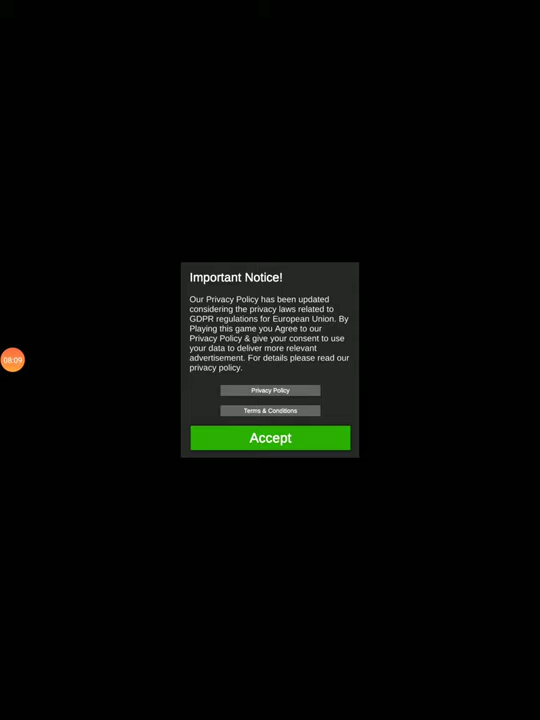 Important Notice!
Our Privacy Policy has been updated
considering the privacy laws related to
GDPR regulations for European Union. By
Playing this game you Agree to our
Privacy Policy & give your consent to use
your data to deliver more relevant
advertisement. For details please read our
privacy policy.
08:09
Privacy Policy
Terms & Conditions
Accept